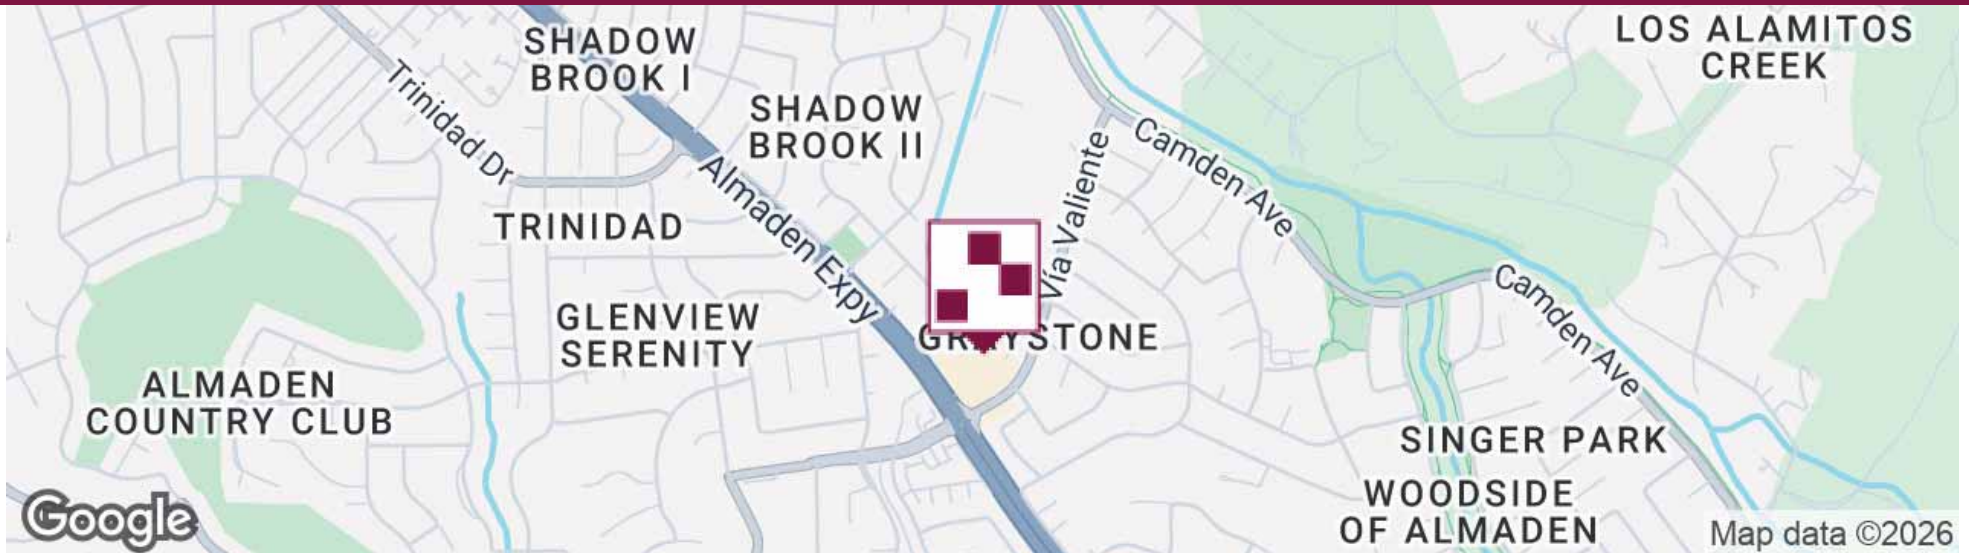 SHADOW
BROOK I
LOS ALAMITOS
CREEK
Trinidad Dr
SHADOW
BROOK II
Camden Ave
Almaden Expy
Vía Valiente
TRINIDAD
Camden Ave
GLENVIEW
SERENITY
ALMADEN
COUNTRY CLUB
SINGER PARK
WOODSIDE
OF ALMADEN
Google
Map data ©2026